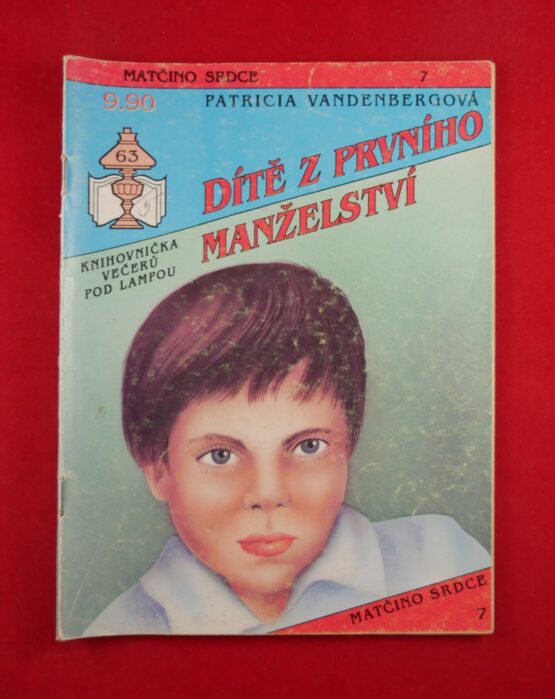 MATČINO SRDCE 7
9.90 PATRICIA VANDENBERGOVÁ
63
DÍTĚ Z PRVNÍHO
MANŽELSTVÍ
KNIHOVNIČKA
VEČERŮ
POD LAMPOU
MATČINO SRDCE
7